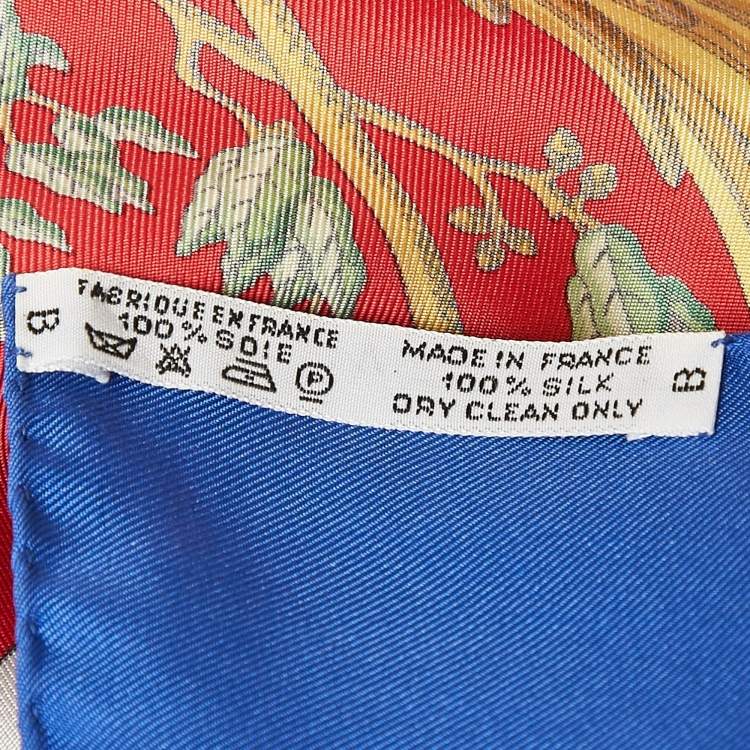 B
FABRIQUE EN FRANCE
100% SOIE
P
MADE IN FRANCE
100% SILK
DRY CLEAN ONLY
B